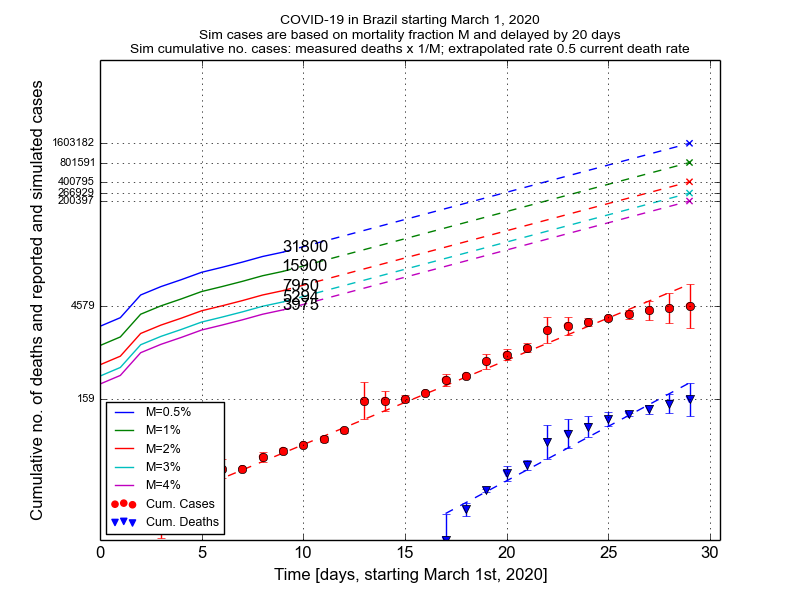 COVID-19 in Brazil starting March 1, 2020
Sim cases are based on mortality fraction M and delayed by 20 days
Sim cumulative no. cases: measured deaths x 1/M; extrapolated rate 0.5 current death rate
Cumulative no. of deaths and reported and simulated cases
1603182
801591
400795
266929
200397
4579
159
31800
15900
7950
5294
3975
M=0.5%
M=1%
M=2%
M=3%
M=4%
Cum. Cases
Cum. Deaths
0 5 10 15 20 25 30
Time [days, starting March 1st, 2020]